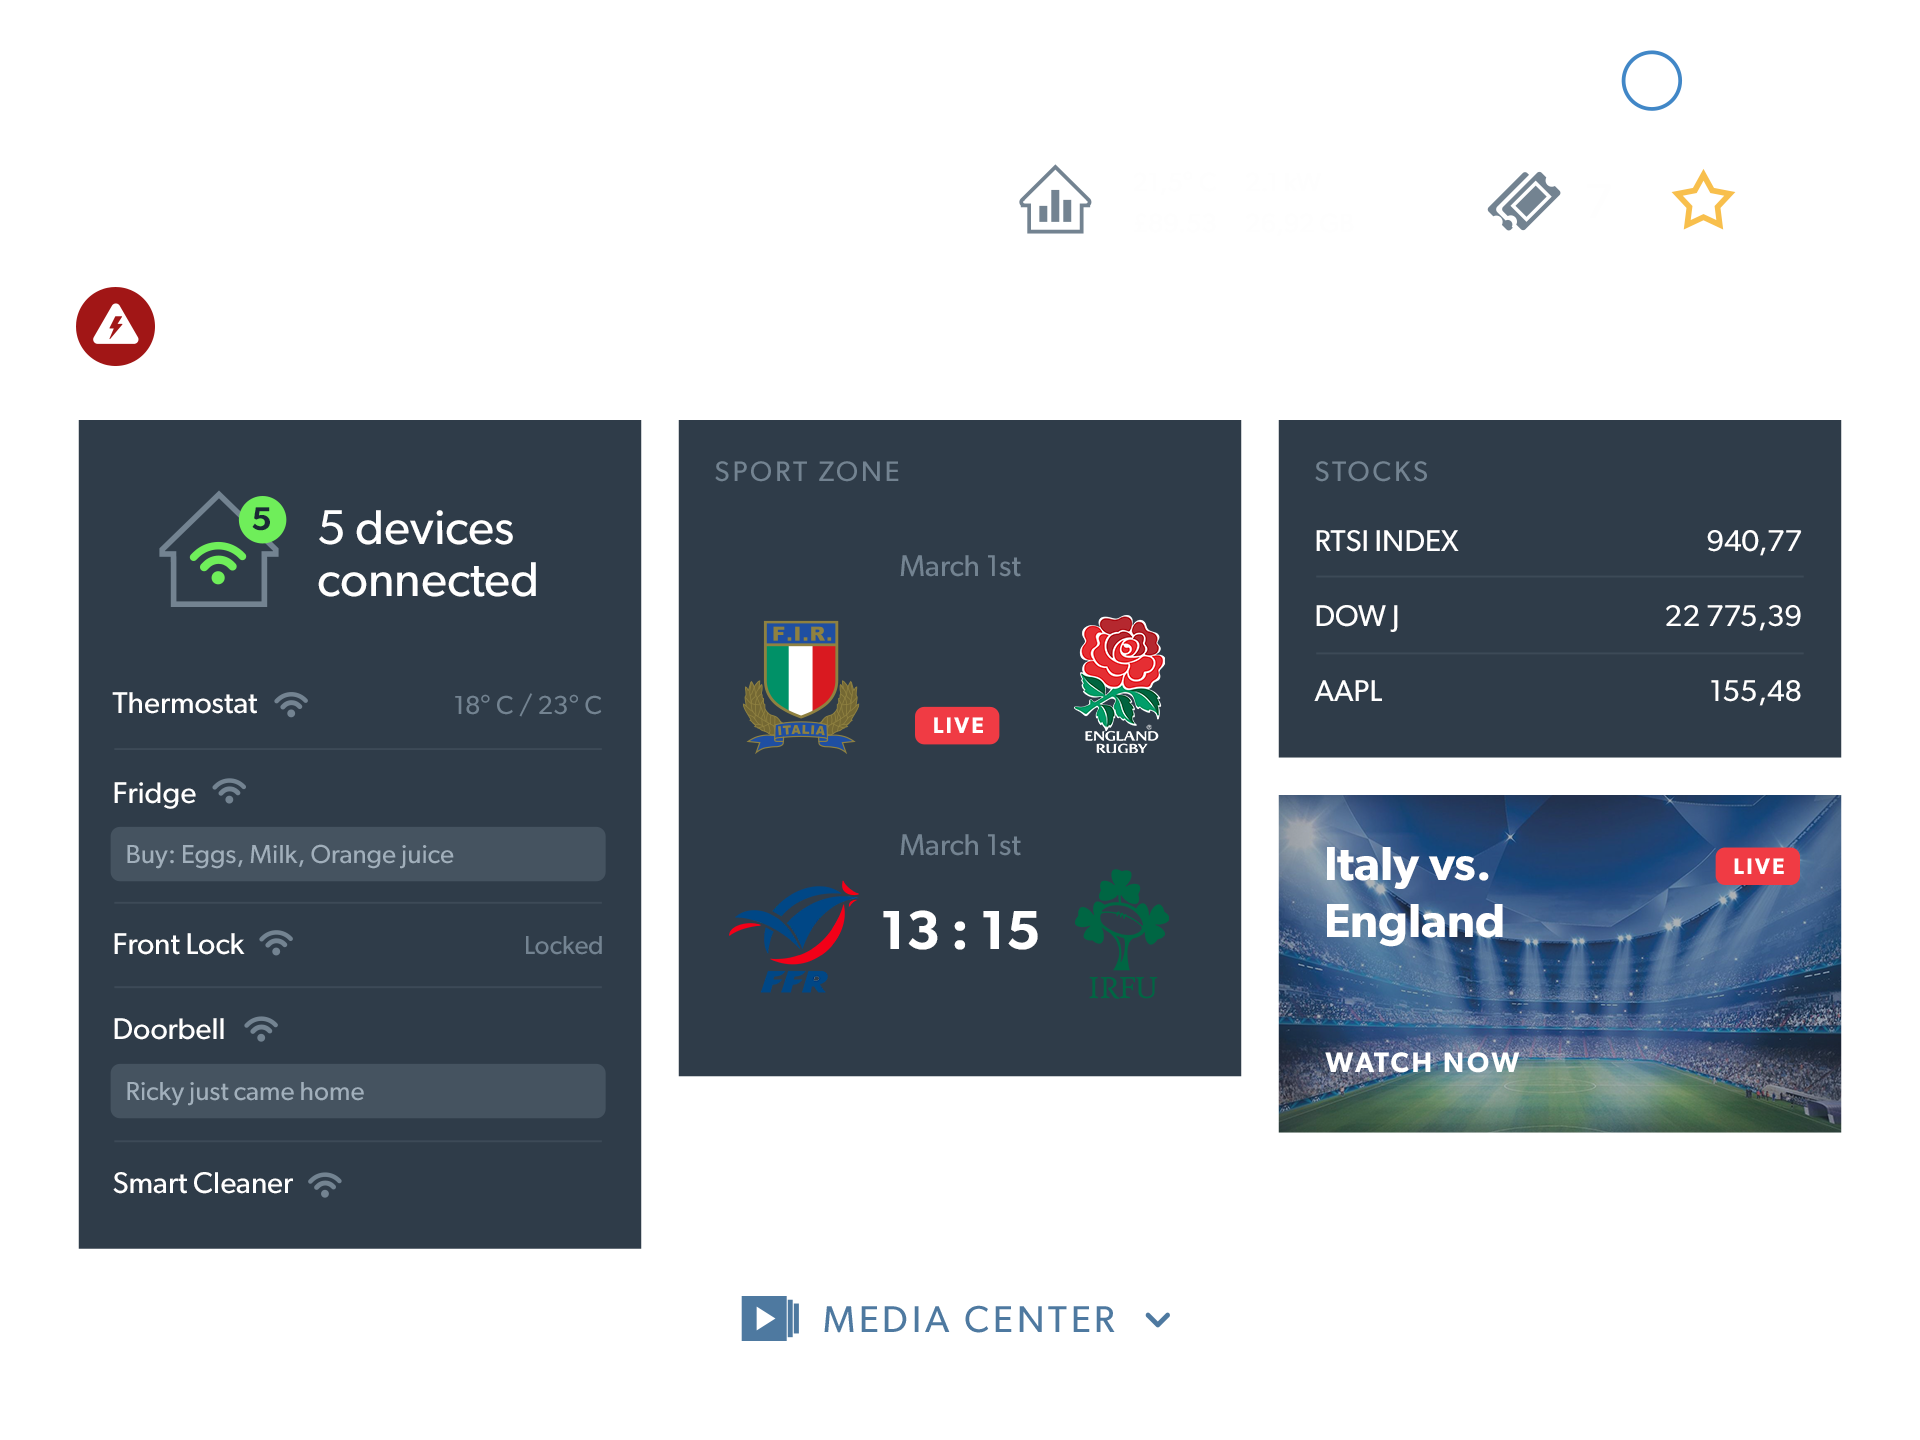 5
5 devices
connected
Thermostat
18° C / 23° C
Fridge
Buy: Eggs, Milk, Orange juice
Front Lock
Locked
Doorbell
Ricky just came home
Smart Cleaner
SPORT ZONE
March 1st
F.I.R.
ITALIA
LIVE
ENGLAND
RUGBY
March 1st
FFR
13 : 15
IRFU
STOCKS
RTSI INDEX
940,77
DOW J
22 775,39
AAPL
155,48
Italy vs.
England
LIVE
WATCH NOW
MEDIA CENTER